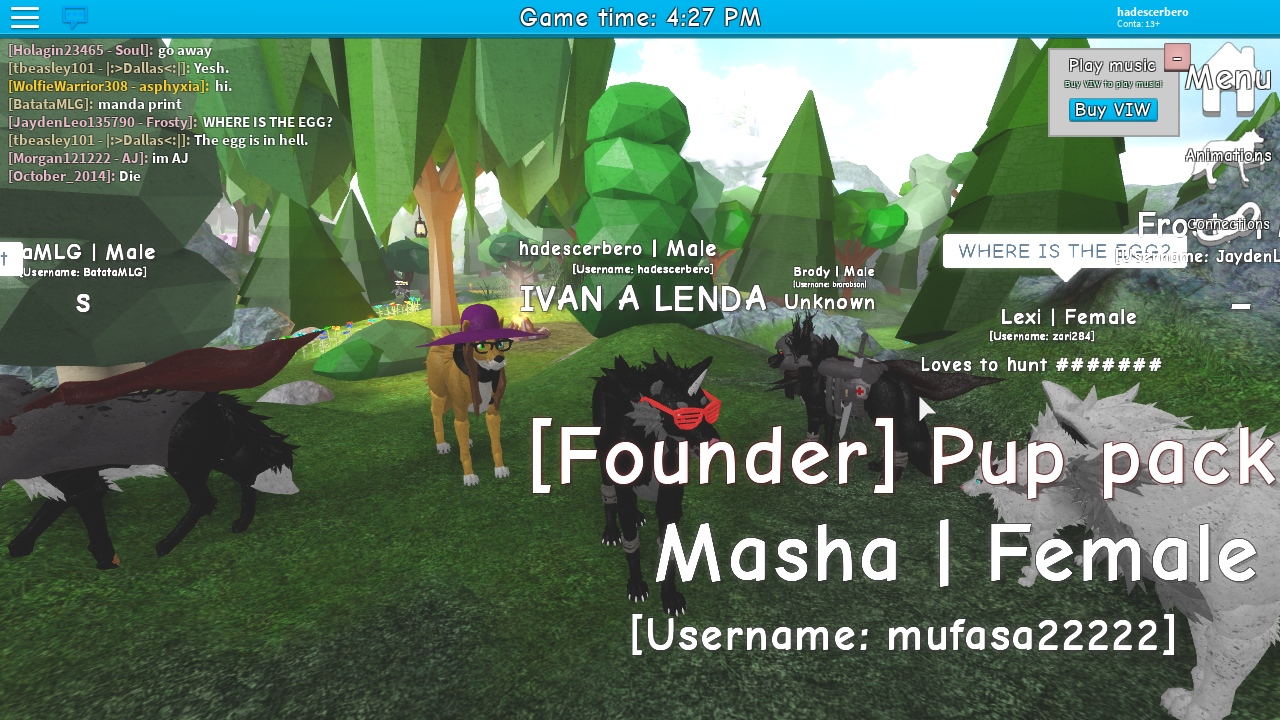 Game time: 4:27 PM
hadescerbero
Conta: 13+
[Holagin23465 - Soul]: go away
[tbeasley101 - |:>Dallas<:|]: Yesh.
[WolfieWarrior308 - asphyxia]: hi.
[BatataMLG]: manda print
[JaydenLeo135790 - Frosty]: WHERE IS THE EGG?
[tbeasley101 - |:>Dallas<:|]: The egg is in hell.
[Morgan121222 - AJ]: im AJ
[October_2014]: Die
Play music
Buy VIW to play music!
Buy VIW
Menu
Animations
Connections
aMLG | Male
[Username: BatataMLG]
S
hadescerbero | Male
[Username: hadescerbero]
IVAN A LENDA
Brody | Male
Unknown
WHERE IS THE EGG?
Lexi | Female
[Username: zari284]
Loves to hunt #######
[Founder] Pup pack
Masha | Female
[Username: mufasa22222]